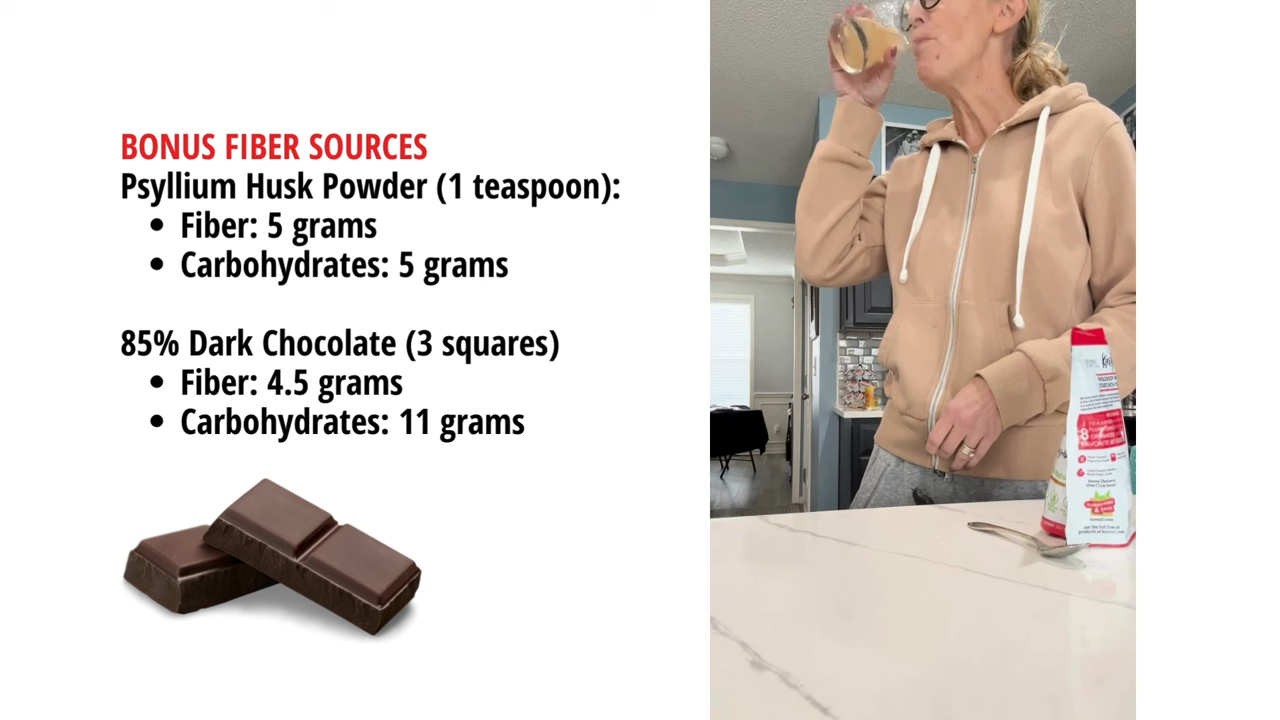 BONUS FIBER SOURCES
Psyllium Husk Powder (1 teaspoon):
• Fiber: 5 grams
• Carbohydrates: 5 grams
85% Dark Chocolate (3 squares)
• Fiber: 4.5 grams
• Carbohydrates: 11 grams